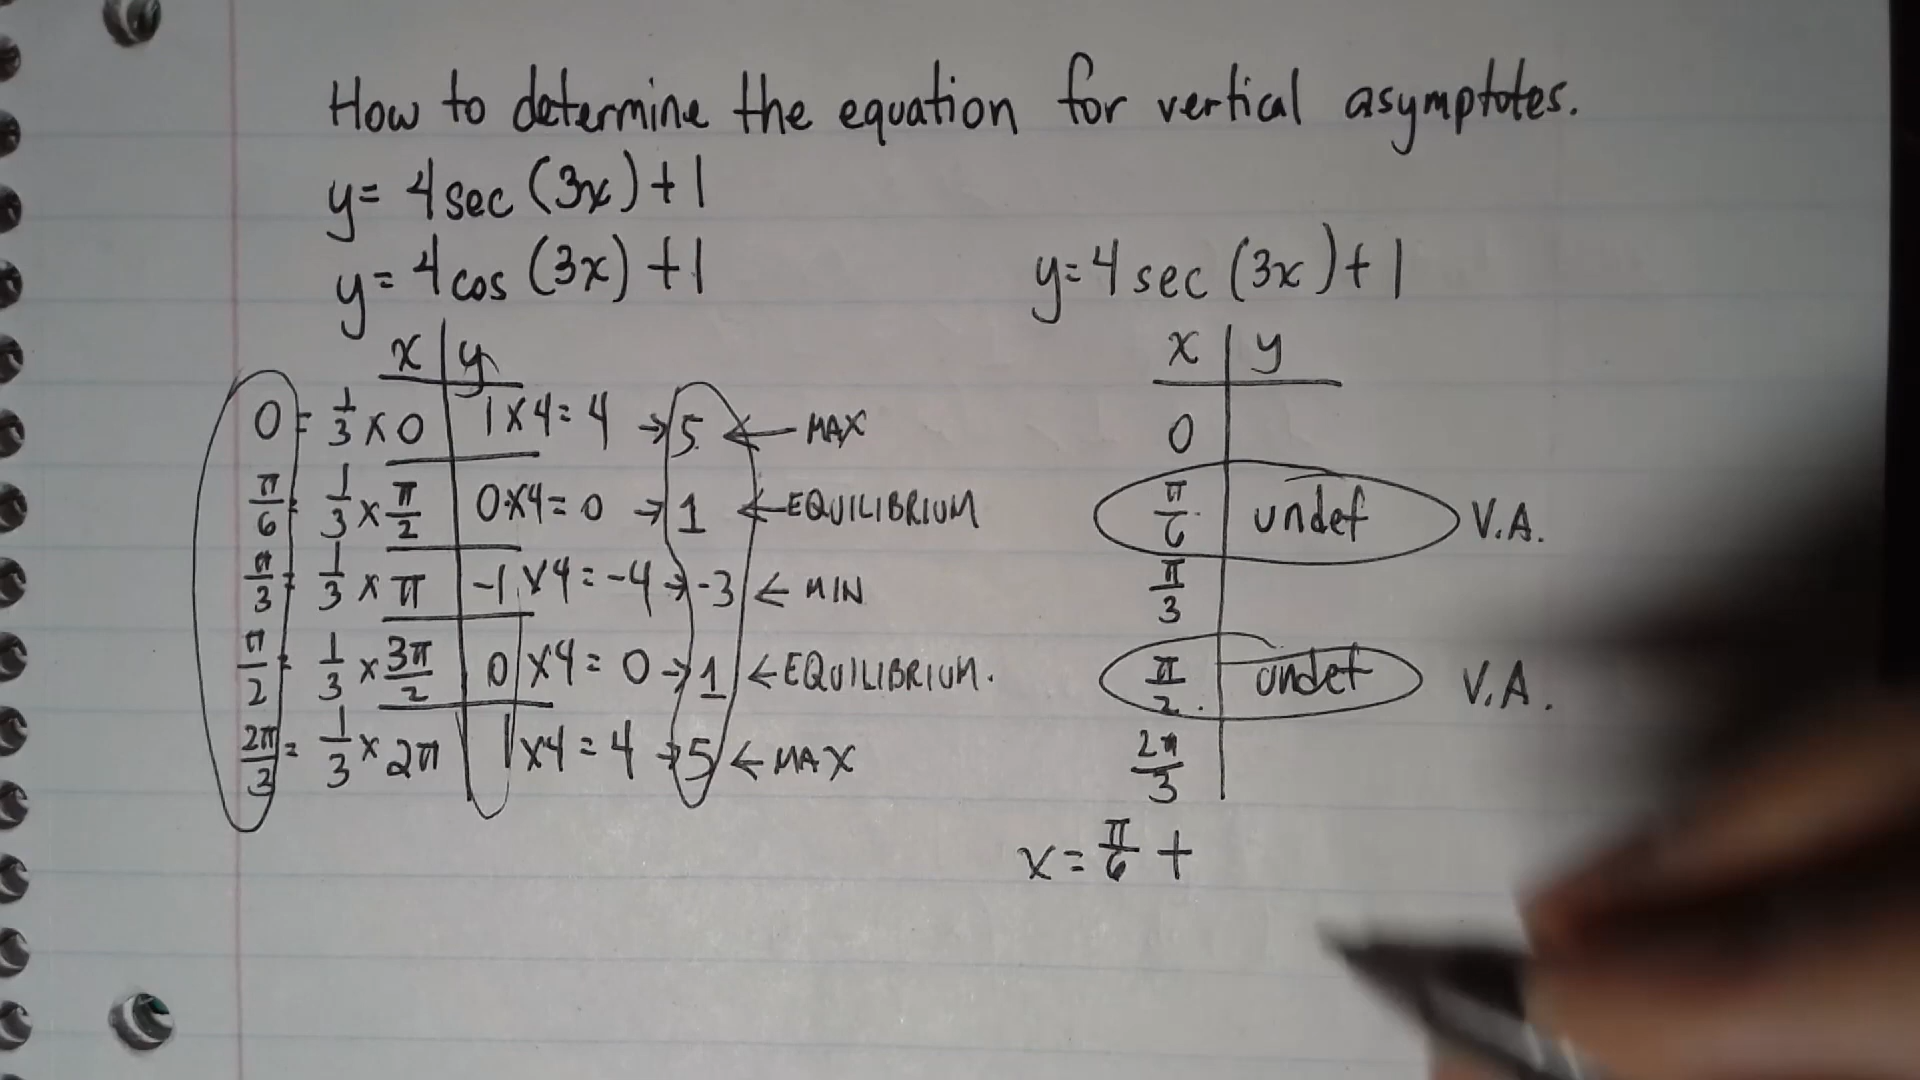 How to determine the equation for vertical asymptotes.
y= 4 sec (3x)+1
y= 4 cos (3x) +1
x | y
0 = 1/3 × 0 | 1 × 4 = 4 → 5 ← MAX
π/6 = 1/3 × π/2 | 0 × 4 = 0 → 1 ← EQUILIBRIUM
π/3 = 1/3 × π | -1 × 4 = -4 → -3 ← MIN
π/2 = 1/3 × 3π/2 | 0 × 4 = 0 → 1 ← EQUILIBRIUM.
2π/3 = 1/3 × 2π | 1 × 4 = 4 → 5 ← MAX
y=4 sec (3x)+1
x | y
0
π/6 | undef V.A.
π/3
π/2 | undef V.A.
2π/3
x = π/6 +